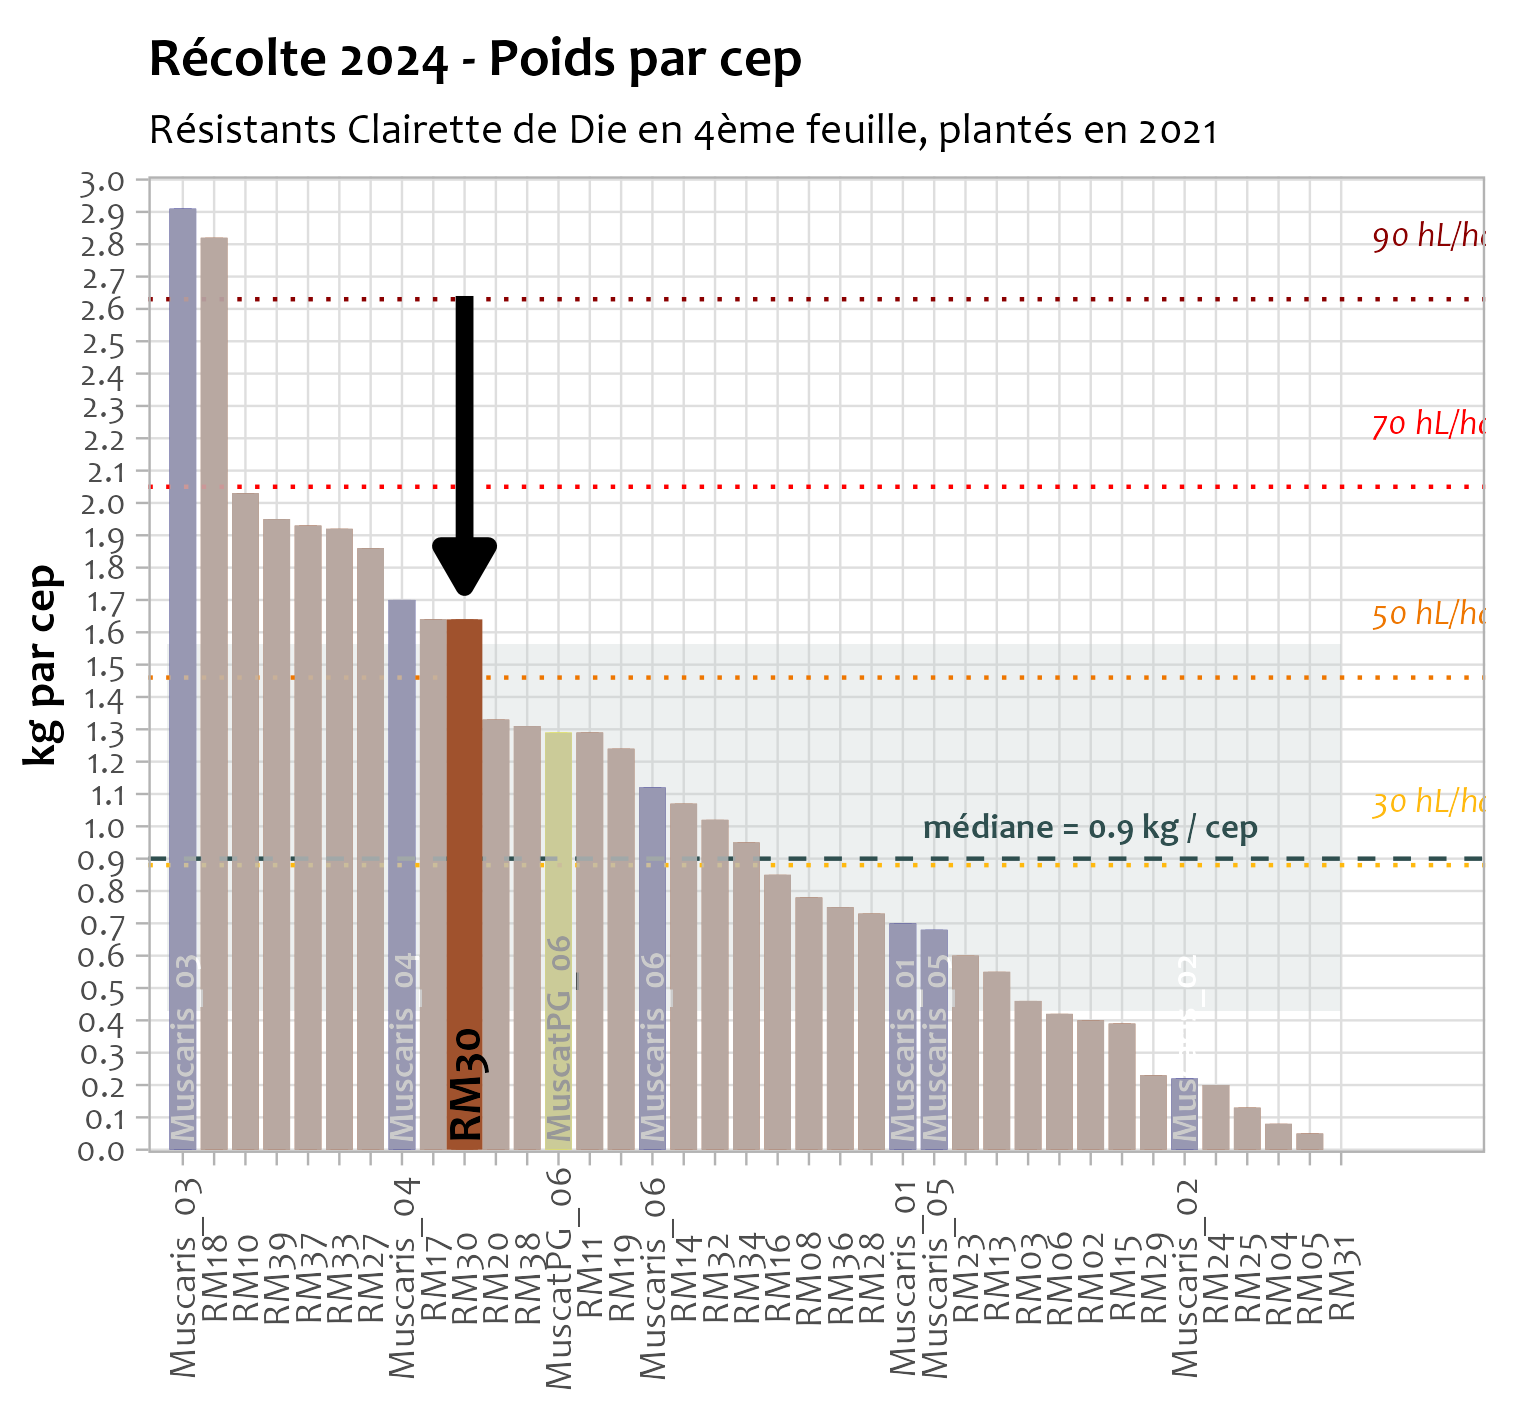 Récolte 2024 - Poids par cep
Résistants Clairette de Die en 4ème feuille, plantés en 2021
kg par cep
3.0
2.9
2.8
2.7
2.6
2.5
2.4
2.3
2.2
2.1
2.0
1.9
1.8
1.7
1.6
1.5
1.4
1.3
1.2
1.1
1.0
0.9
0.8
0.7
0.6
0.5
0.4
0.3
0.2
0.1
0.0
90 hL/ha
70 hL/ha
50 hL/ha
30 hL/ha
médiane = 0.9 kg / cep
Muscaris_03
Muscaris_04
RM30
MuscatPG_06
Muscaris_06
Muscaris_01
Muscaris_05
Muscaris_02
Muscaris_03
RM18
RM10
RM39
RM37
RM33
RM27
Muscaris_04
RM17
RM30
RM20
RM38
MuscatPG_06
RM11
RM19
Muscaris_06
RM14
RM32
RM34
RM16
RM08
RM36
RM28
Muscaris_01
Muscaris_05
RM23
RM13
RM03
RM06
RM02
RM15
RM29
Muscaris_02
RM24
RM25
RM04
RM05
RM31